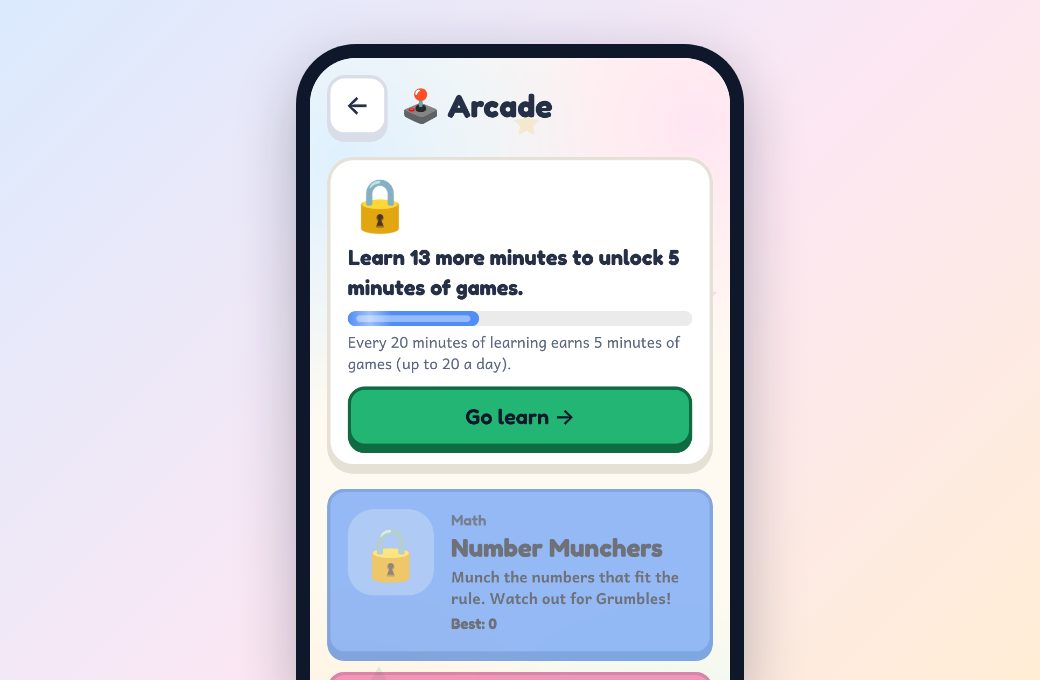 Arcade
Learn 13 more minutes to unlock 5
minutes of games.
Every 20 minutes of learning earns 5 minutes of
games (up to 20 a day).
Go learn →
Math
Number Munchers
Munch the numbers that fit the
rule. Watch out for Grumbles!
Best: 0